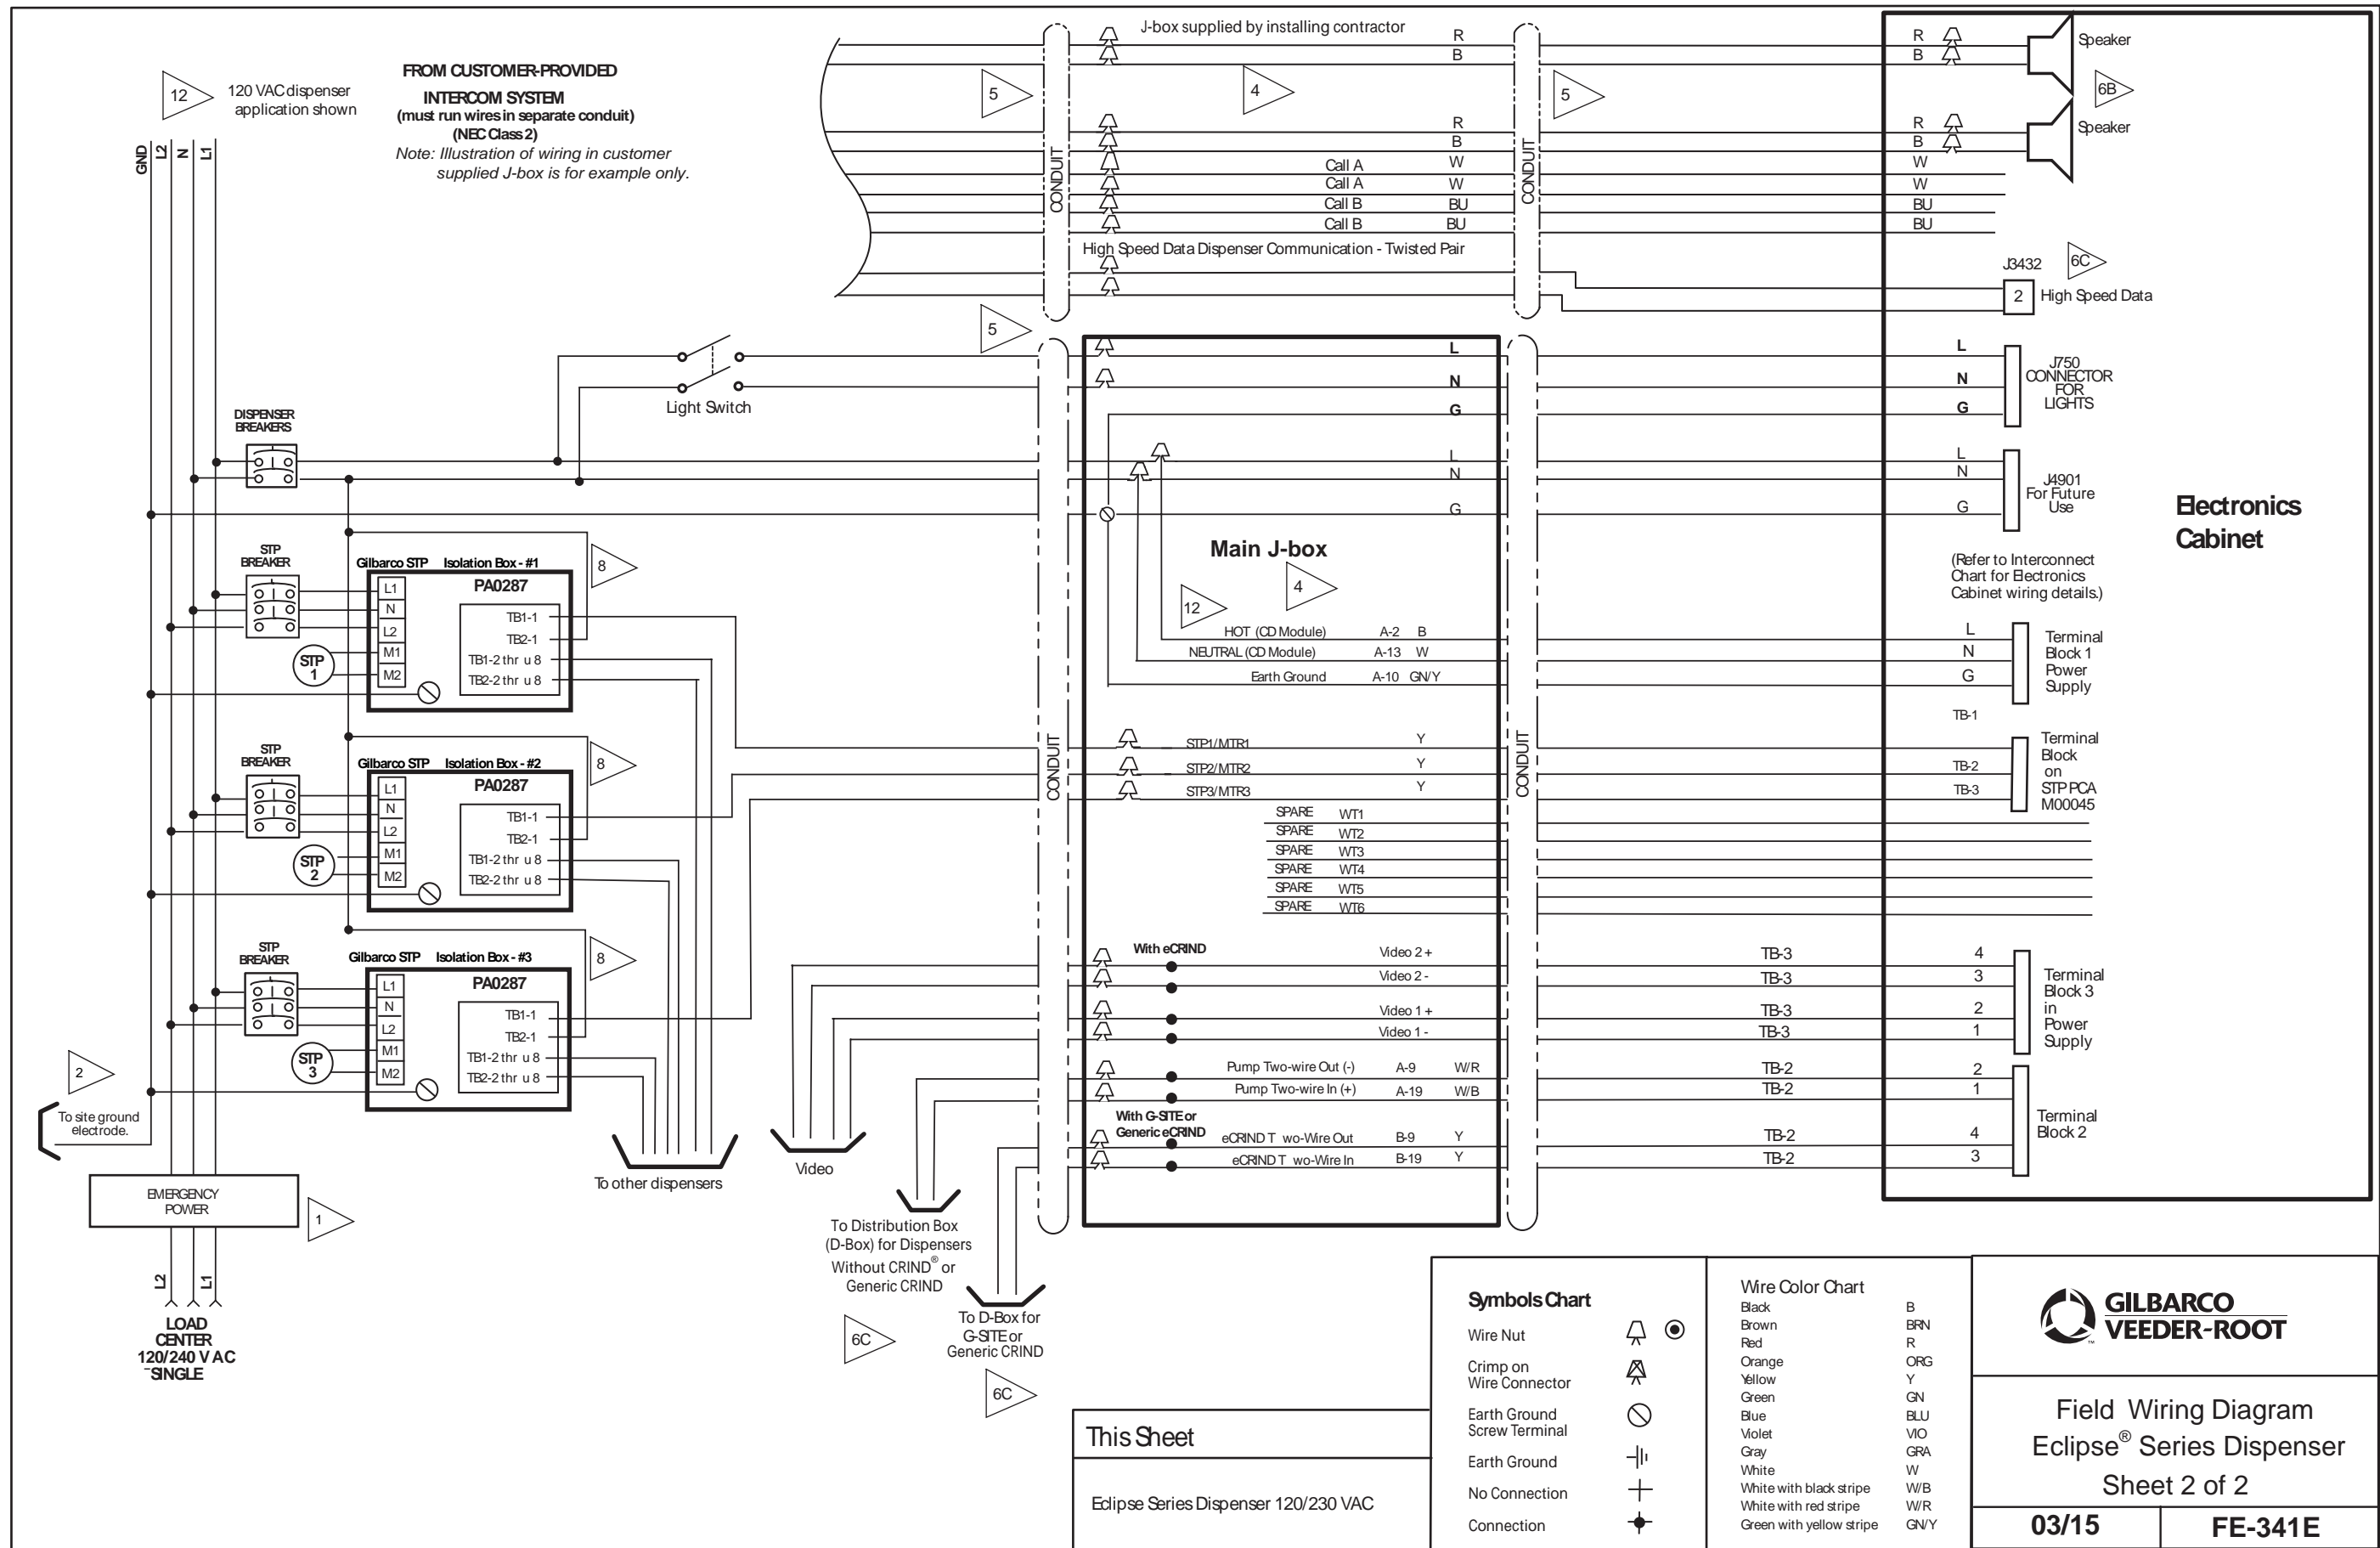 J-box supplied by installing contractor
12
120 VAC dispenser
application shown
FROM CUSTOMER-PROVIDED
INTERCOM SYSTEM
(must run wires in separate conduit)
(NEC Class 2)
Note: Illustration of wiring in customer
supplied J-box is for example only.
GND
L2
N
L1
5
4
5
CONDUIT
CONDUIT
R
B
R
B
Call A W
Call A W
Call B BU
Call B BU
High Speed Data Dispenser Communication - Twisted Pair
R
B
Speaker
6B
R
B
Speaker
W
W
BU
BU
J3432
6C
2 High Speed Data
5
Light Switch
L
N
G
L
N
G
J750
CONNECTOR
FOR
LIGHTS
DISPENSER
BREAKERS
L
N
G
L
N
G
J4901
For Future
Use
Electronics
Cabinet
(Refer to Interconnect
Chart for Electronics
Cabinet wiring details.)
STP
BREAKER
Gilbarco STP Isolation Box - #1
8
PA0287
L1
N
L2
M1
M2
TB1-1
TB2-1
TB1-2 thr u 8
TB2-2 thr u 8
STP
1
Main J-box
4
12
HOT (CD Module) A-2 B
NEUTRAL (CD Module) A-13 W
Earth Ground A-10 GN/Y
L
N
G
Terminal
Block 1
Power
Supply
STP
BREAKER
Gilbarco STP Isolation Box - #2
8
PA0287
L1
N
L2
M1
M2
TB1-1
TB2-1
TB1-2 thr u 8
TB2-2 thr u 8
STP
2
CONDUIT
CONDUIT
STP1/MTR1 Y
STP2/MTR2 Y
STP3/MTR3 Y
TB-1
TB-2
TB-3
Terminal
Block
on
STP PCA
M00045
SPARE WT1
SPARE WT2
SPARE WT3
SPARE WT4
SPARE WT5
SPARE WT6
STP
BREAKER
Gilbarco STP Isolation Box - #3
8
PA0287
L1
N
L2
M1
M2
TB1-1
TB2-1
TB1-2 thr u 8
TB2-2 thr u 8
STP
3
With eCRIND
Video 2 +
Video 2 -
Video 1 +
Video 1 -
TB-3 4
TB-3 3
TB-3 2
TB-3 1
Terminal
Block 3
in
Power
Supply
Pump Two-wire Out (-) A-9 W/R
Pump Two-wire In (+) A-19 W/B
With G-SITE or
Generic eCRIND
eCRIND T wo-Wire Out B-9 Y
eCRIND T wo-Wire In B-19 Y
TB-2 2
TB-2 1
TB-2 4
TB-2 3
Terminal
Block 2
2
To site ground
electrode.
EMERGENCY
POWER
1
L2
L1
LOAD
CENTER
120/240 V AC
SINGLE
To other dispensers
Video
To Distribution Box
(D-Box) for Dispensers
Without CRIND® or
Generic CRIND
6C
To D-Box for
G-SITE or
Generic CRIND
6C
This Sheet
Eclipse Series Dispenser 120/230 VAC
Symbols Chart
Wire Nut
Crimp on
Wire Connector
Earth Ground
Screw Terminal
Earth Ground
No Connection
Connection
Wire Color Chart
Black B
Brown BRN
Red R
Orange ORG
Yellow Y
Green GN
Blue BLU
Violet VIO
Gray GRA
White W
White with black stripe W/B
White with red stripe W/R
Green with yellow stripe GN/Y
GILBARCO
VEEDER-ROOT
™
Field Wiring Diagram
Eclipse® Series Dispenser
Sheet 2 of 2
03/15
FE-341E